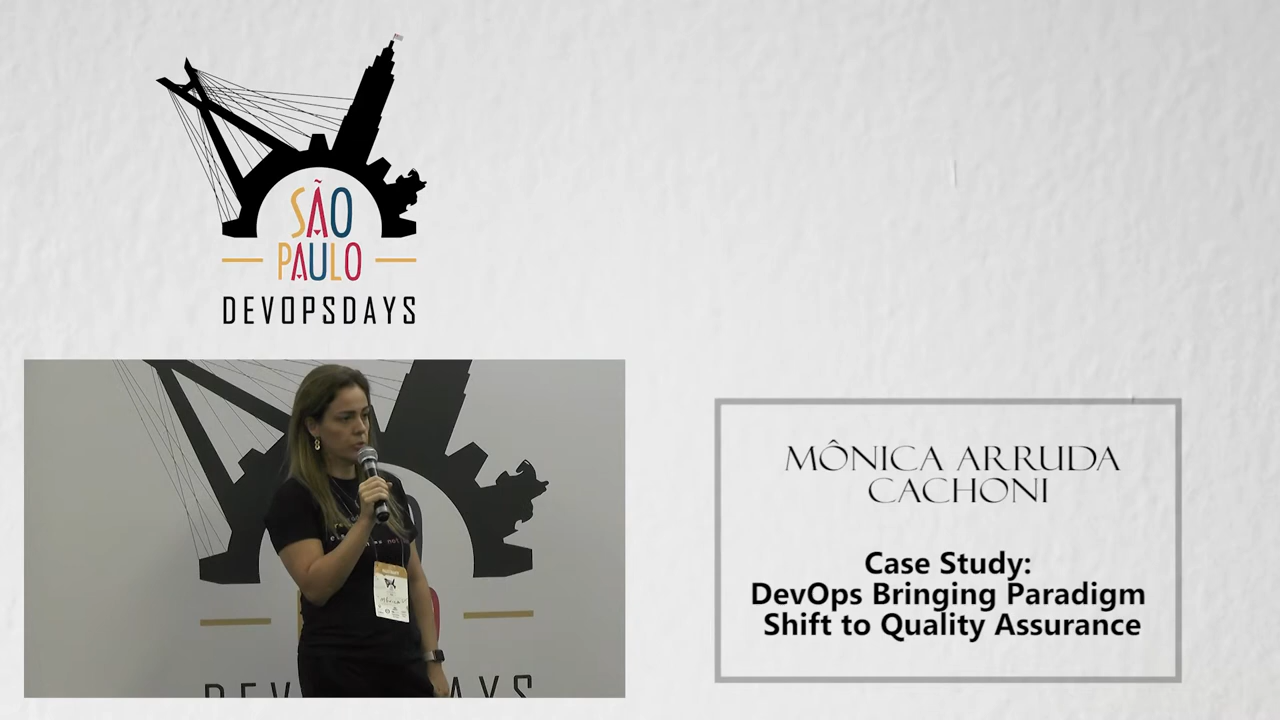 SÃO
PAULO
DEVOPSDAYS
MÔNICA ARRUDA
CACHONI
Case Study:
DevOps Bringing Paradigm
Shift to Quality Assurance